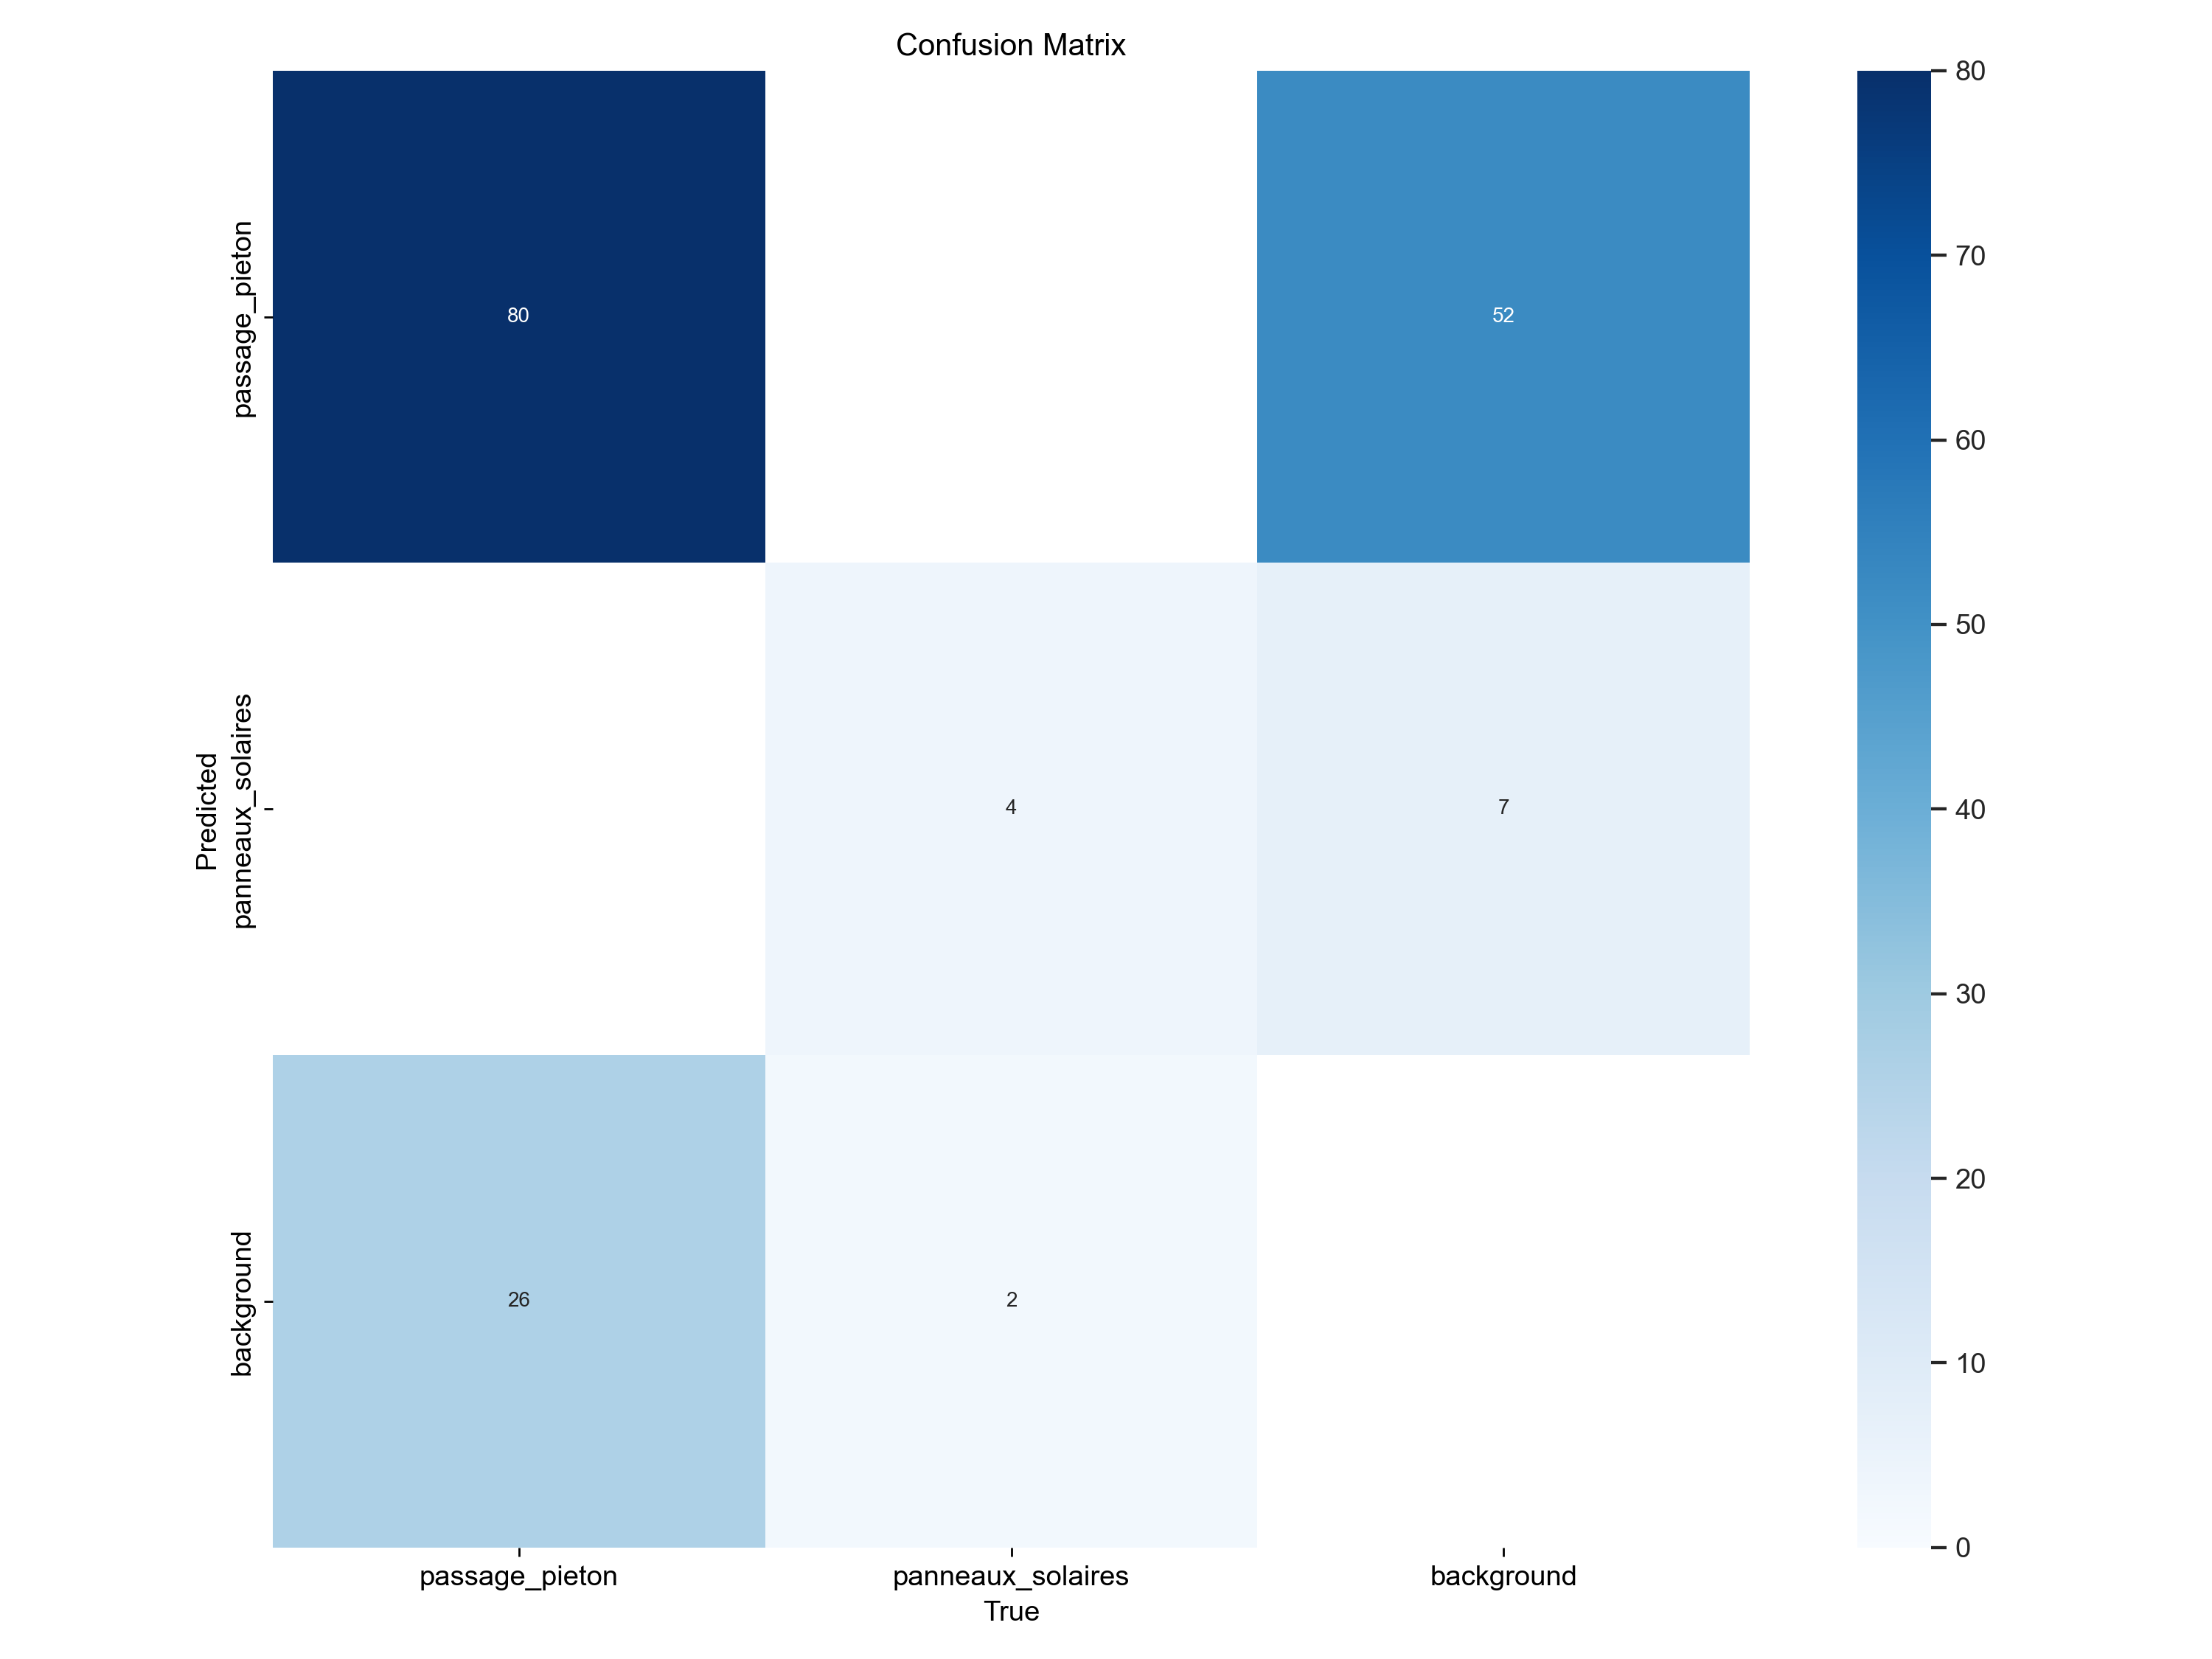 Confusion Matrix
Predicted
passage_pieton
panneaux_solaires
background
80
52
4
7
26
2
passage_pieton
panneaux_solaires
background
True
80
70
60
50
40
30
20
10
0